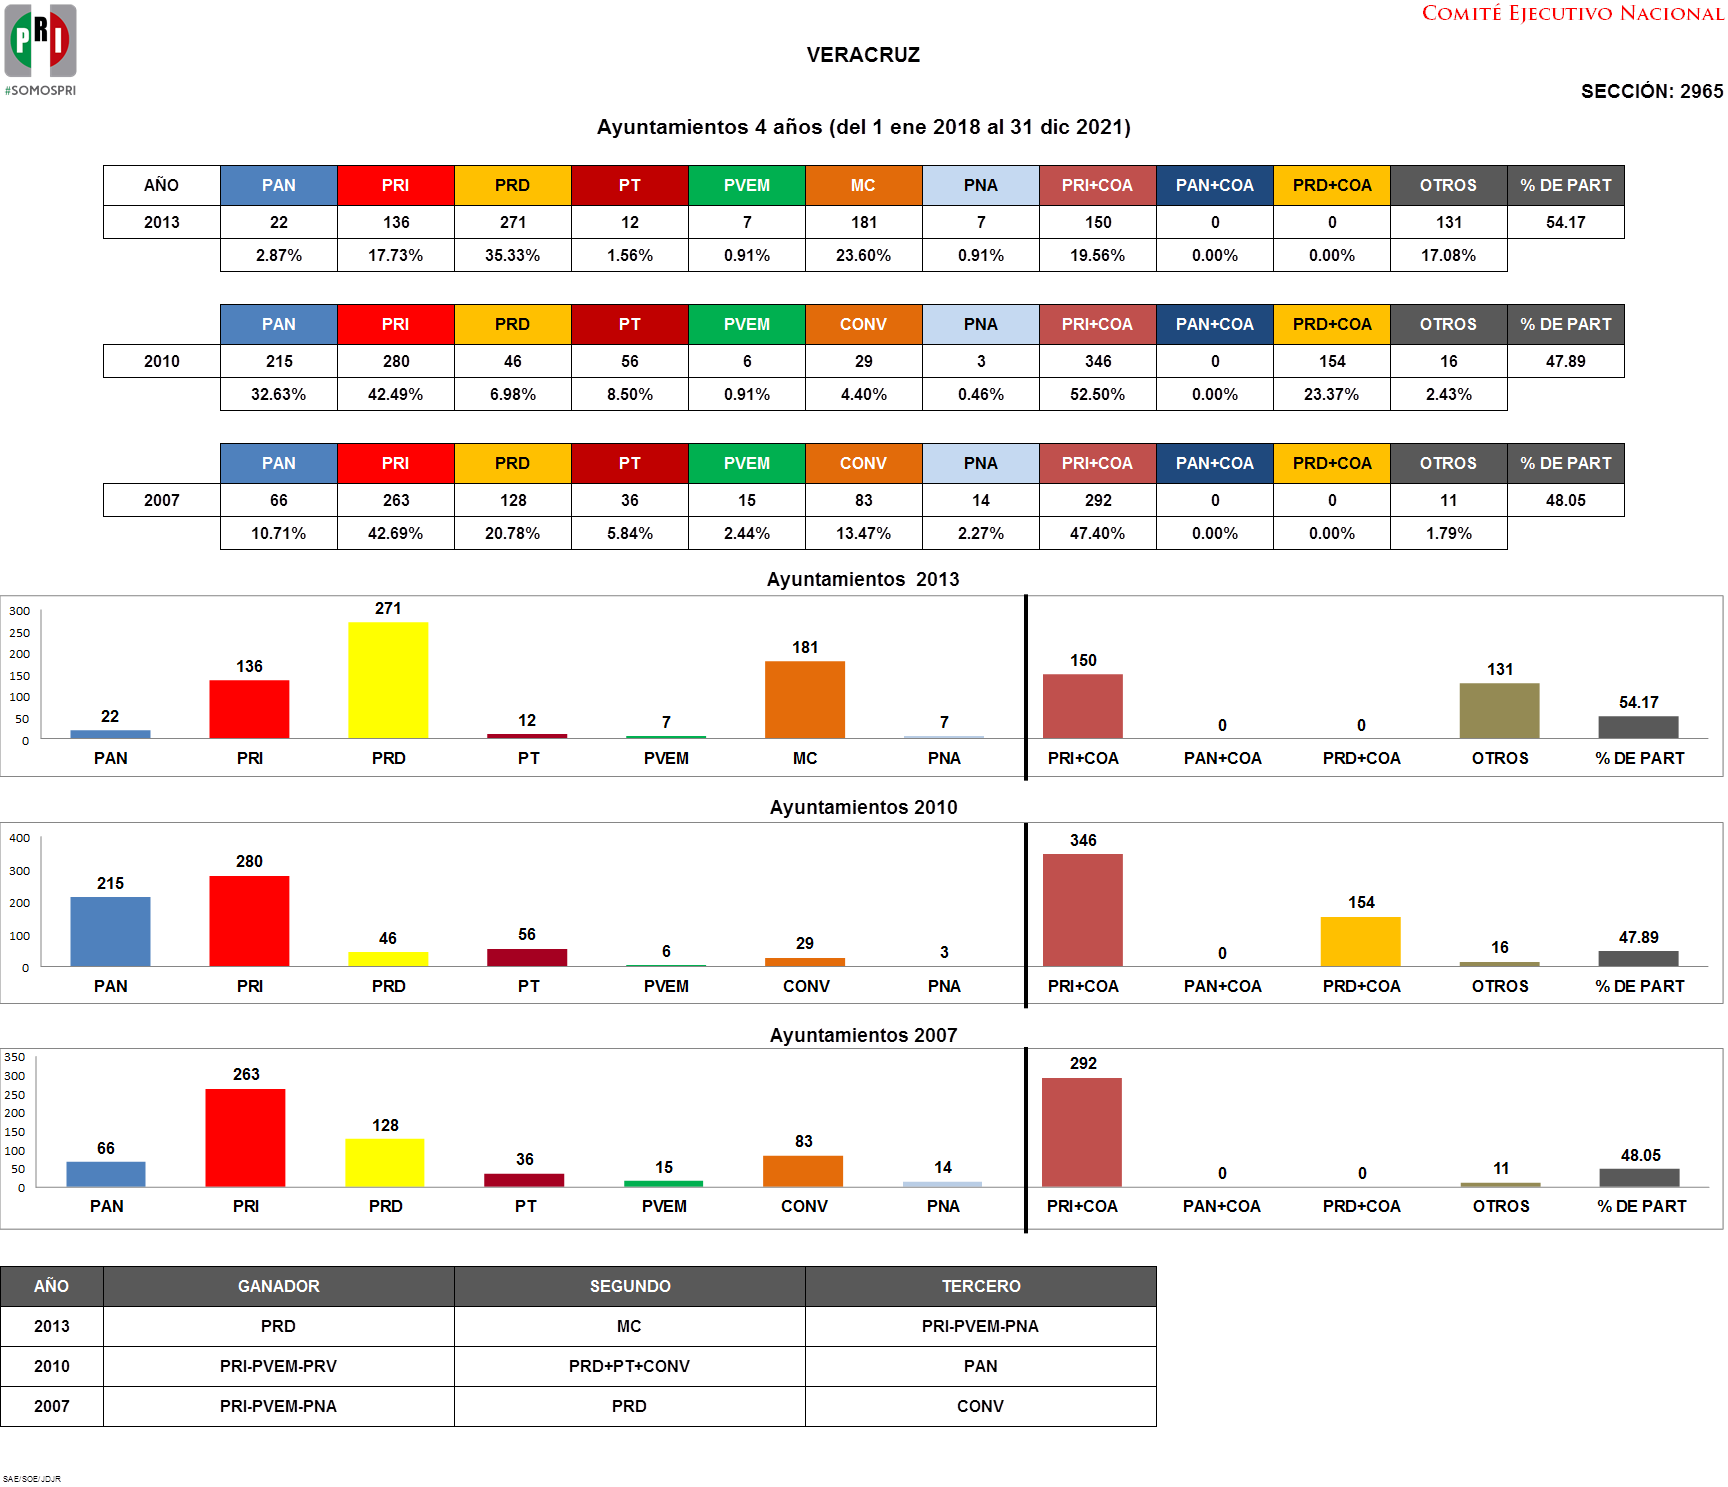 PRI
#SOMOSPRI
COMITÉ EJECUTIVO NACIONAL
VERACRUZ
SECCIÓN: 2965
Ayuntamientos 4 años (del 1 ene 2018 al 31 dic 2021)
AÑO PAN PRI PRD PT PVEM MC PNA PRI+COA PAN+COA PRD+COA OTROS % DE PART
2013 22 136 271 12 7 181 7 150 0 0 131 54.17
2.87% 17.73% 35.33% 1.56% 0.91% 23.60% 0.91% 19.56% 0.00% 0.00% 17.08%
PAN PRI PRD PT PVEM CONV PNA PRI+COA PAN+COA PRD+COA OTROS % DE PART
2010 215 280 46 56 6 29 3 346 0 154 16 47.89
32.63% 42.49% 6.98% 8.50% 0.91% 4.40% 0.46% 52.50% 0.00% 23.37% 2.43%
PAN PRI PRD PT PVEM CONV PNA PRI+COA PAN+COA PRD+COA OTROS % DE PART
2007 66 263 128 36 15 83 14 292 0 0 11 48.05
10.71% 42.69% 20.78% 5.84% 2.44% 13.47% 2.27% 47.40% 0.00% 0.00% 1.79%
Ayuntamientos 2013
300
250
200
150
100
50
0
22 136 271 12 7 181 7 150 0 0 131 54.17
PAN PRI PRD PT PVEM MC PNA PRI+COA PAN+COA PRD+COA OTROS % DE PART
Ayuntamientos 2010
400
300
200
100
0
215 280 46 56 6 29 3 346 0 154 16 47.89
PAN PRI PRD PT PVEM CONV PNA PRI+COA PAN+COA PRD+COA OTROS % DE PART
Ayuntamientos 2007
350
300
250
200
150
100
50
0
66 263 128 36 15 83 14 292 0 0 11 48.05
PAN PRI PRD PT PVEM CONV PNA PRI+COA PAN+COA PRD+COA OTROS % DE PART
AÑO GANADOR SEGUNDO TERCERO
2013 PRD MC PRI-PVEM-PNA
2010 PRI-PVEM-PRV PRD+PT+CONV PAN
2007 PRI-PVEM-PNA PRD CONV
SAE/SOE/JDJR